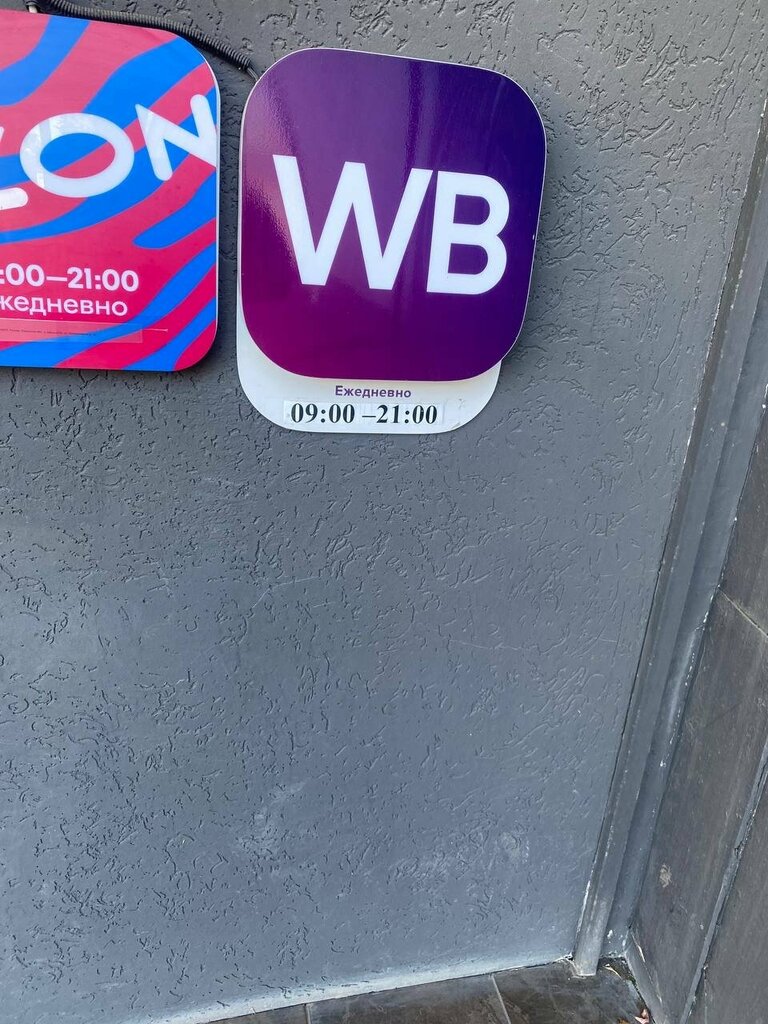 ZON
:00—21:00
жедневно
WB
Ежедневно
09:00 –21:00